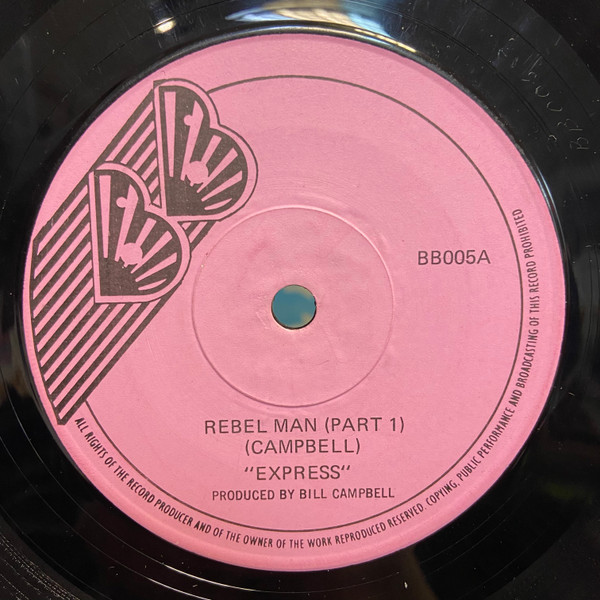 BB005A
REBEL MAN (PART 1)
(CAMPBELL)
"EXPRESS"
PRODUCED BY BILL CAMPBELL
ALL RIGHTS OF THE RECORD PRODUCER AND OF THE OWNER OF THE WORK REPRODUCED RESERVED. COPYING, PUBLIC PERFORMANCE AND BROADCASTING OF THIS RECORD PROHIBITED